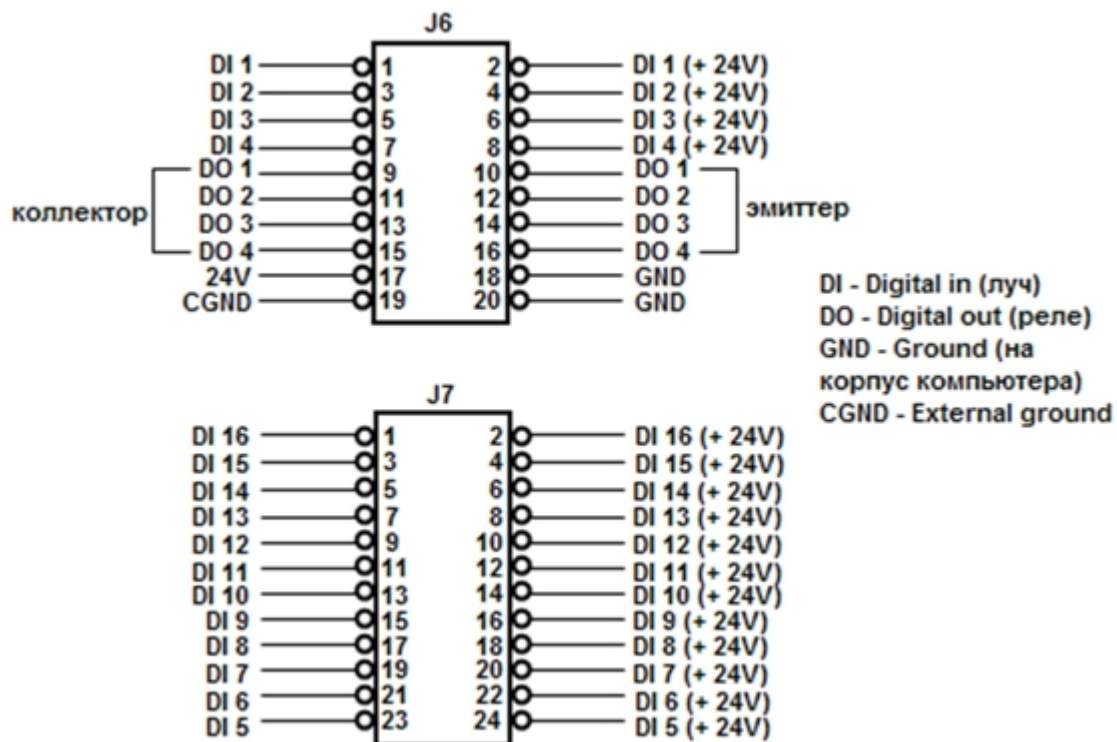 J6
DI 1 1 2 DI 1 (+ 24V)
DI 2 3 4 DI 2 (+ 24V)
DI 3 5 6 DI 3 (+ 24V)
DI 4 7 8 DI 4 (+ 24V)
DO 1 9 10 DO 1
DO 2 11 12 DO 2
коллектор
эмиттер
DO 3 13 14 DO 3
DO 4 15 16 DO 4
24V 17 18 GND
CGND 19 20 GND
DI - Digital in (луч)
DO - Digital out (реле)
GND - Ground (на
корпус компьютера)
CGND - External ground
J7
DI 16 1 2 DI 16 (+ 24V)
DI 15 3 4 DI 15 (+ 24V)
DI 14 5 6 DI 14 (+ 24V)
DI 13 7 8 DI 13 (+ 24V)
DI 12 9 10 DI 12 (+ 24V)
DI 11 11 12 DI 11 (+ 24V)
DI 10 13 14 DI 10 (+ 24V)
DI 9 15 16 DI 9 (+ 24V)
DI 8 17 18 DI 8 (+ 24V)
DI 7 19 20 DI 7 (+ 24V)
DI 6 21 22 DI 6 (+ 24V)
DI 5 23 24 DI 5 (+ 24V)